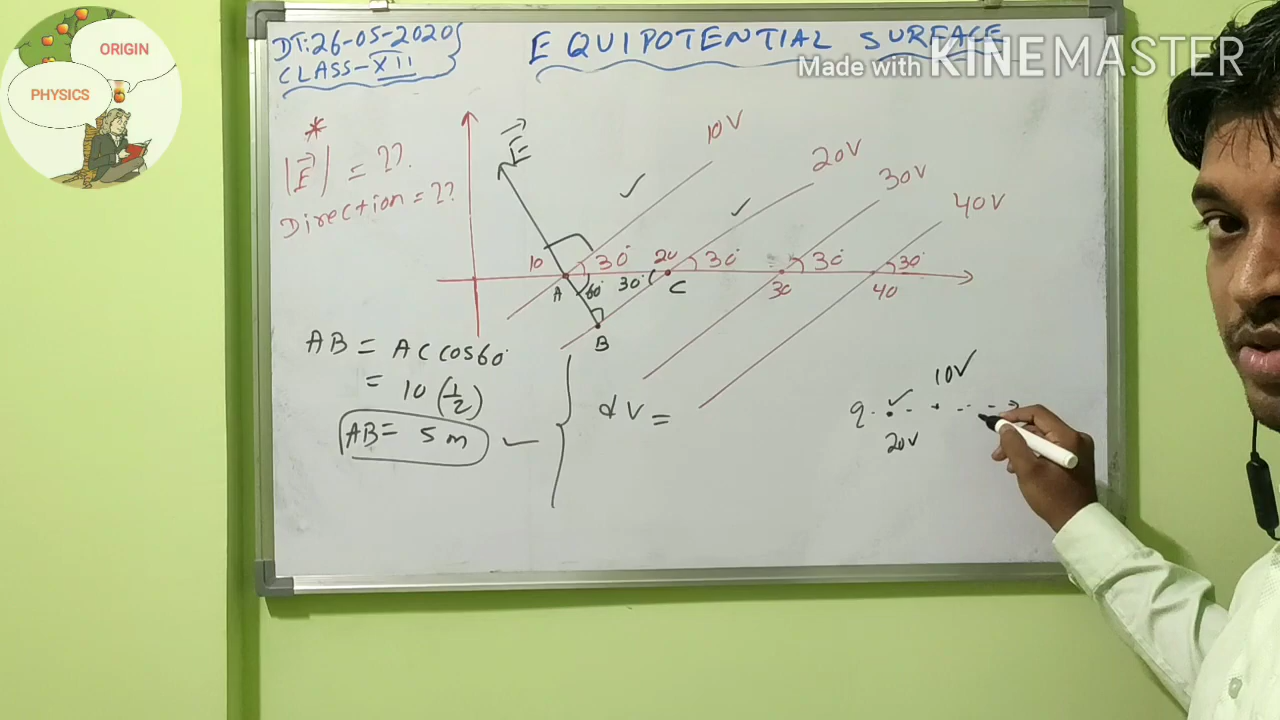 ORIGIN
PHYSICS
DT:26-05-2020
CLASS-XII
EQUIPOTENTIAL SURFACE
Made with KINEMASTER
*
|E⃗| = ??
Direction = ??
E⃗
10V
20V
30V
40V
10
30°
20
30°
30°
30°
A
60°
30°
C
30
40
B
AB = AC cos60°
= 10 (1/2)
AB = 5 m
dV =
q
20V
10V